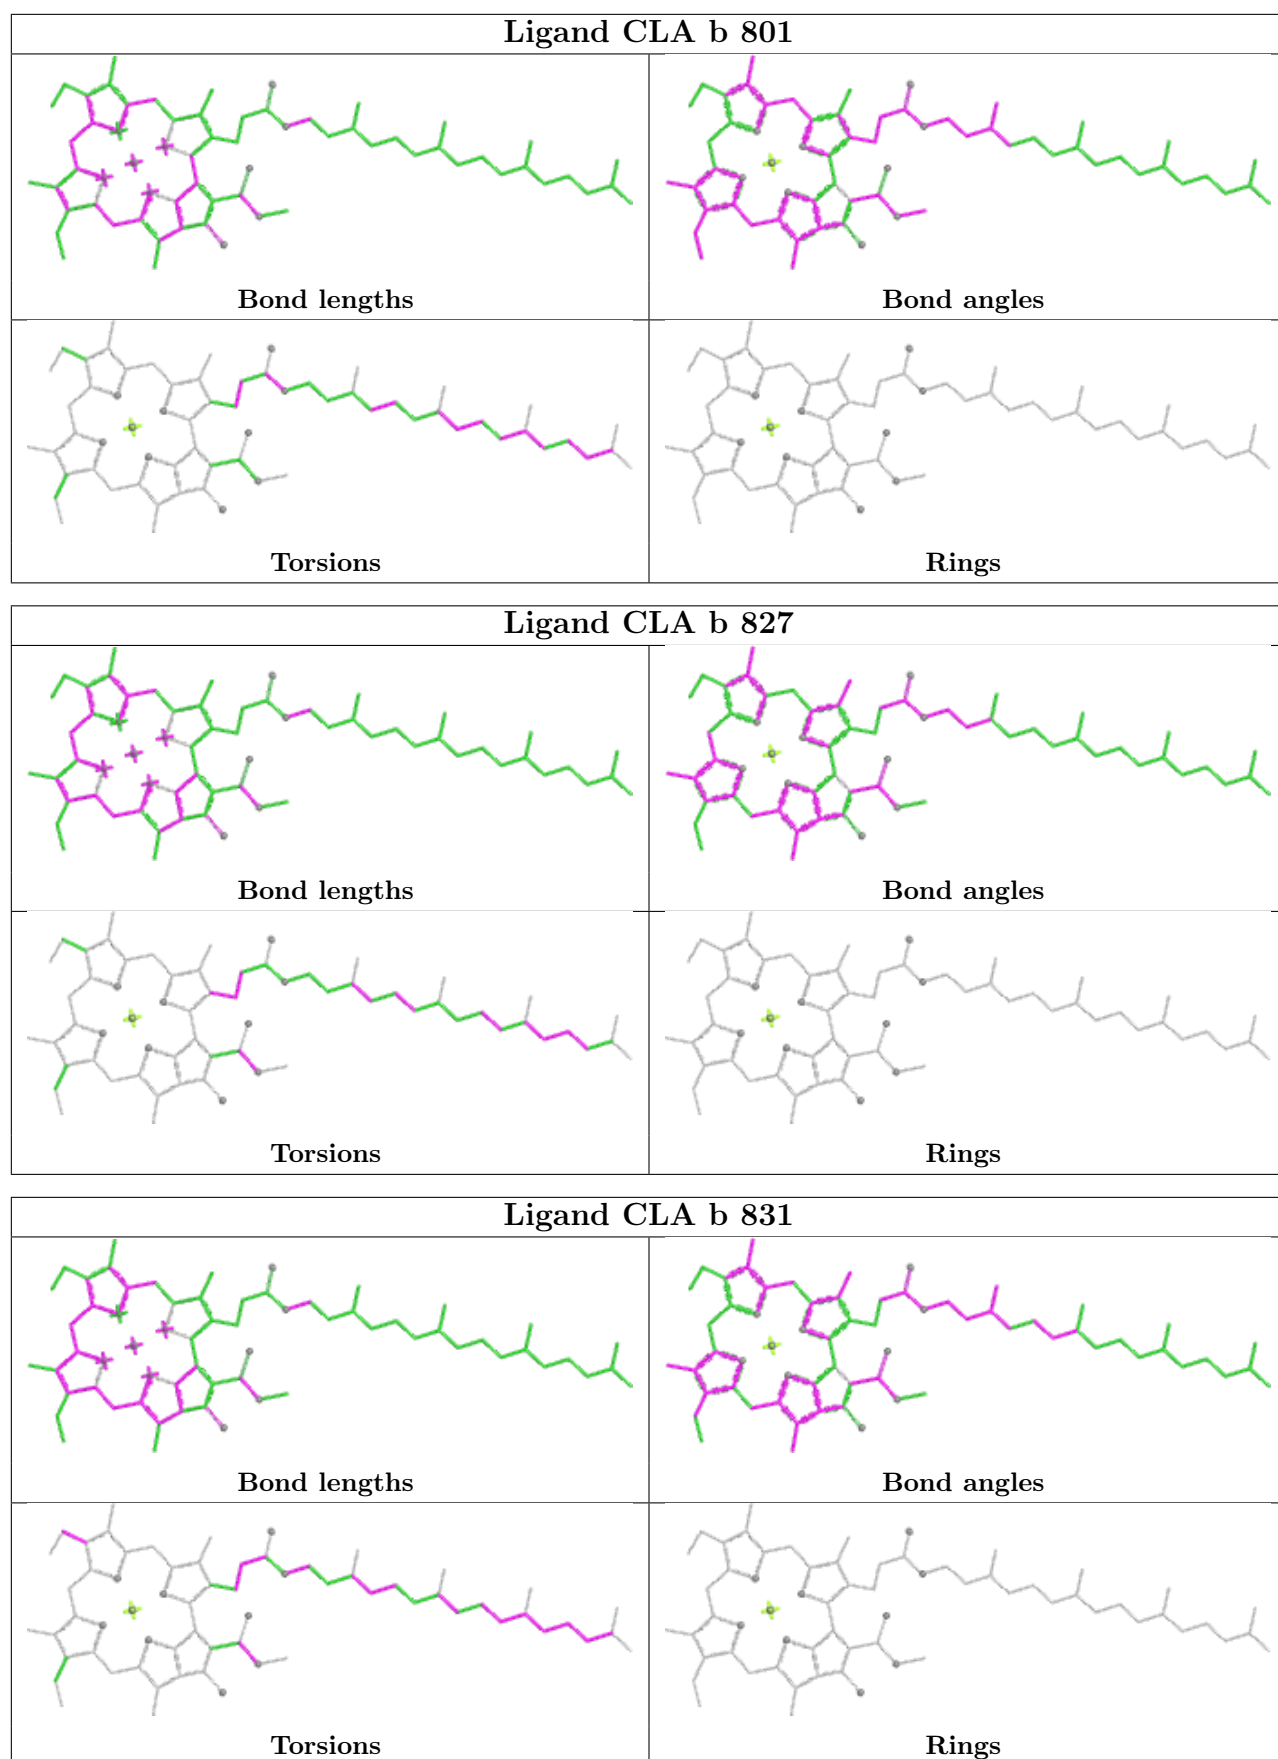 Ligand CLA b 801
Bond lengths
Bond angles
Torsions
Rings
Ligand CLA b 827
Bond lengths
Bond angles
Torsions
Rings
Ligand CLA b 831
Bond lengths
Bond angles
Torsions
Rings